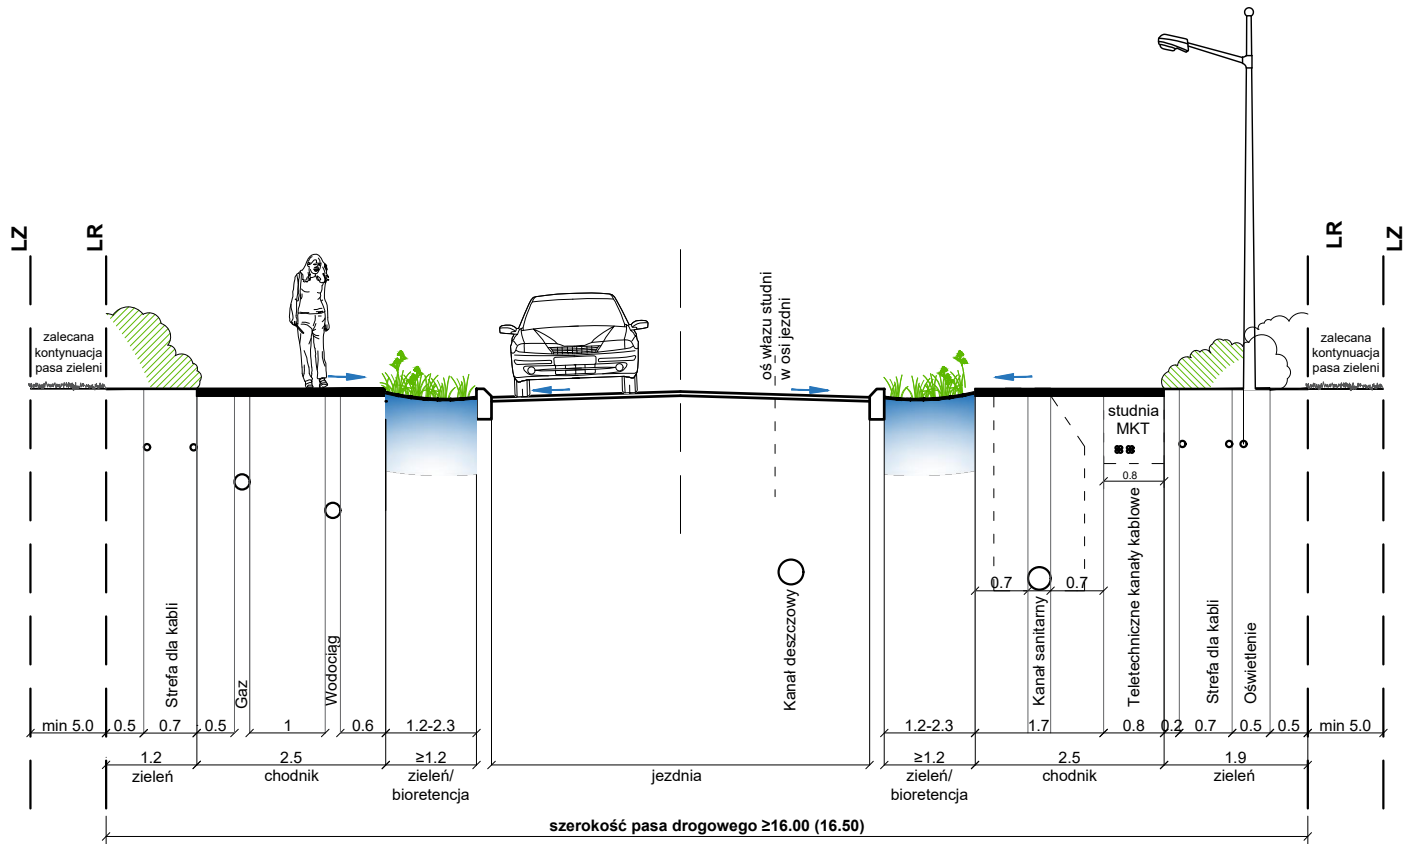 LZ
LR
LR
LZ
zalecana
kontynuacja
pasa zieleni
oś włazu studni
w osi jezdni
zalecana
kontynuacja
pasa zieleni
studnia
MKT
0.8
0.7
0.7
Strefa dla kabli
Gaz
Wodociąg
Kanał deszczowy
Kanał sanitarny
Teletechniczne kanały kablowe
Strefa dla kabli
Oświetlenie
min 5.0
0.5
0.7
0.5
1
0.6
1.2-2.3
1.2-2.3
1.7
0.8
0.2
0.7
0.5
0.5
min 5.0
1.2
zieleń
2.5
chodnik
≥1.2
zieleń/
bioretencja
jezdnia
≥1.2
zieleń/
bioretencja
2.5
chodnik
1.9
zieleń
szerokość pasa drogowego ≥16.00 (16.50)